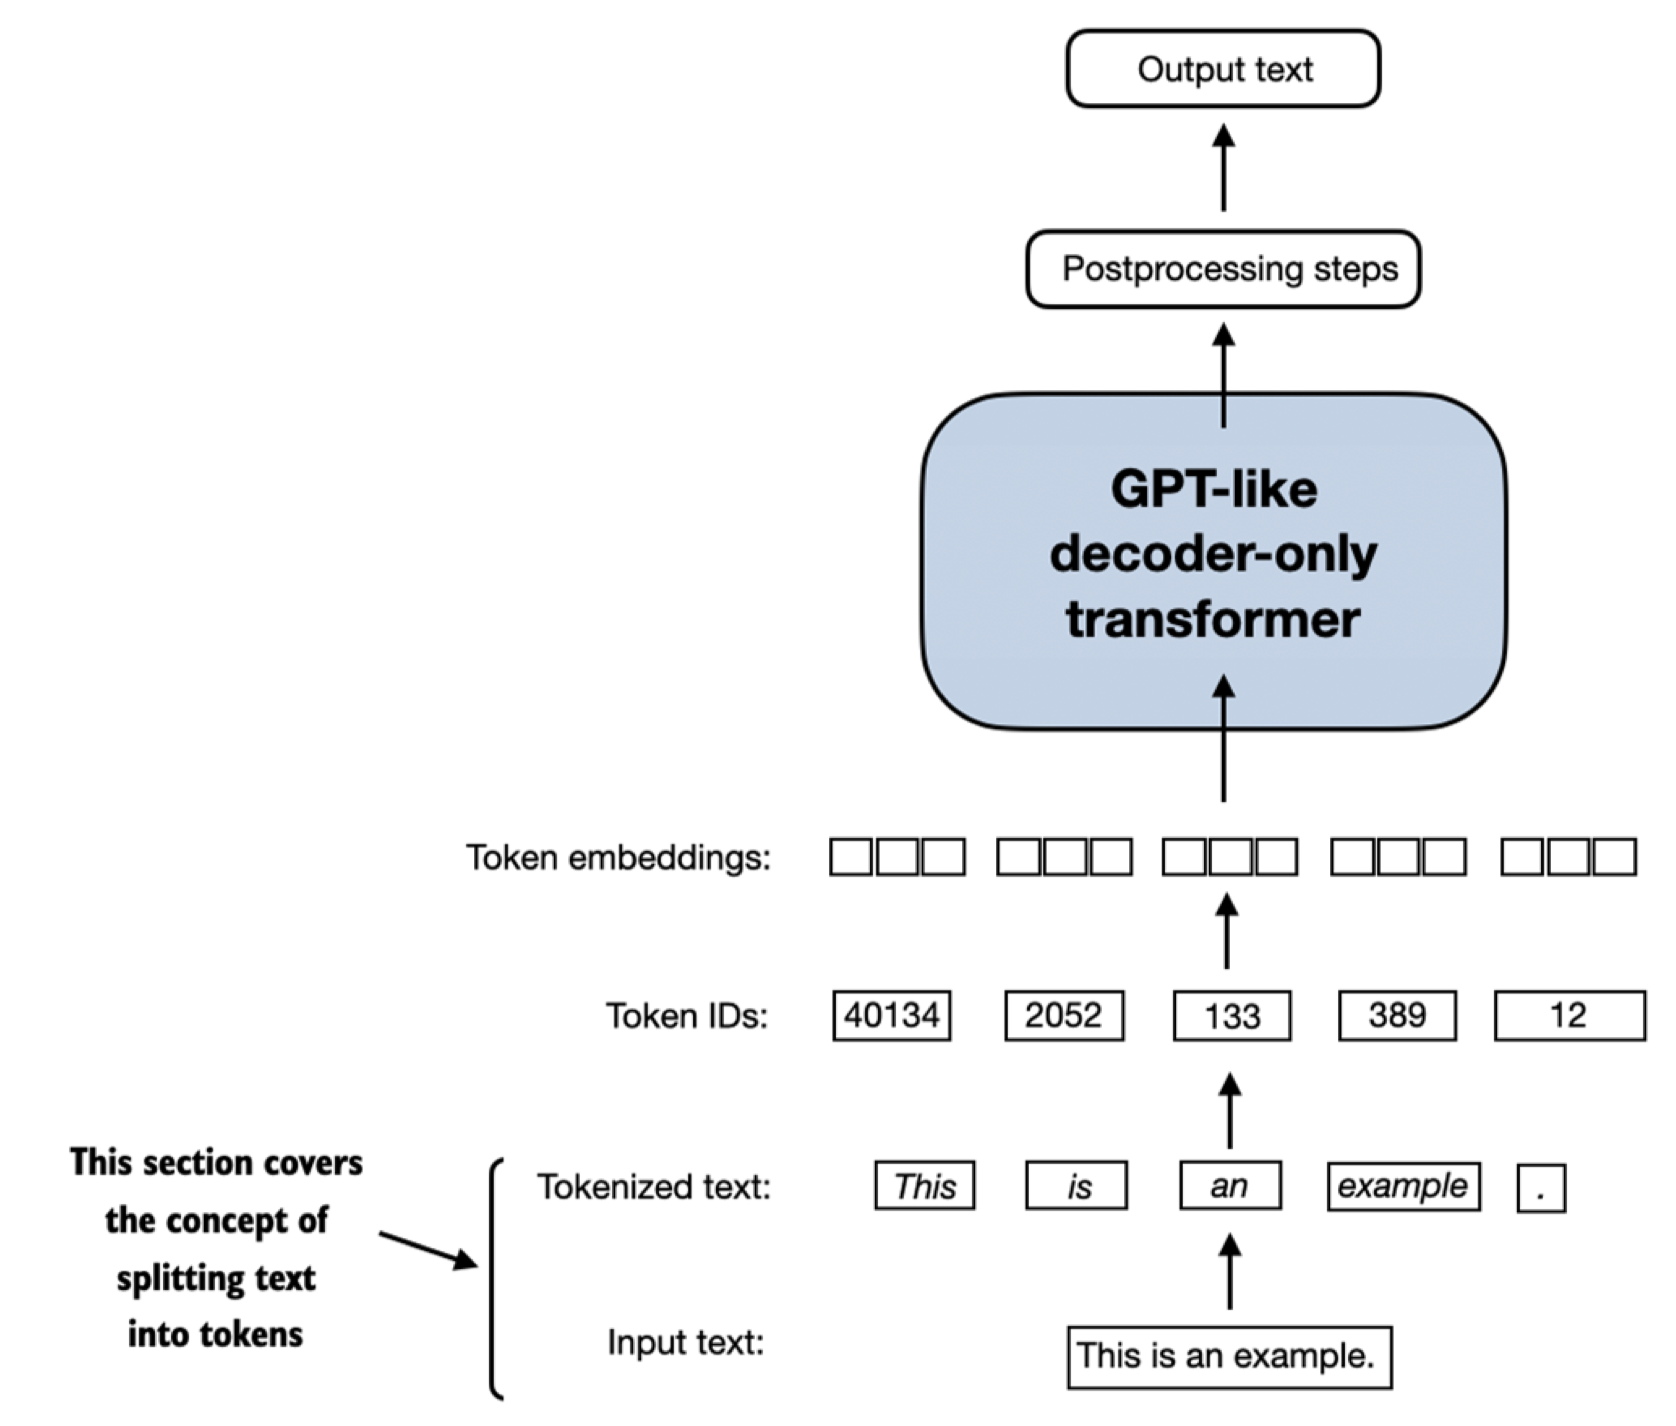 Output text
Postprocessing steps
GPT-like
decoder-only
transformer
Token embeddings:
Token IDs: 40134 2052 133 389 12
This section covers
the concept of
splitting text
into tokens
Tokenized text: This is an example .
Input text: This is an example.